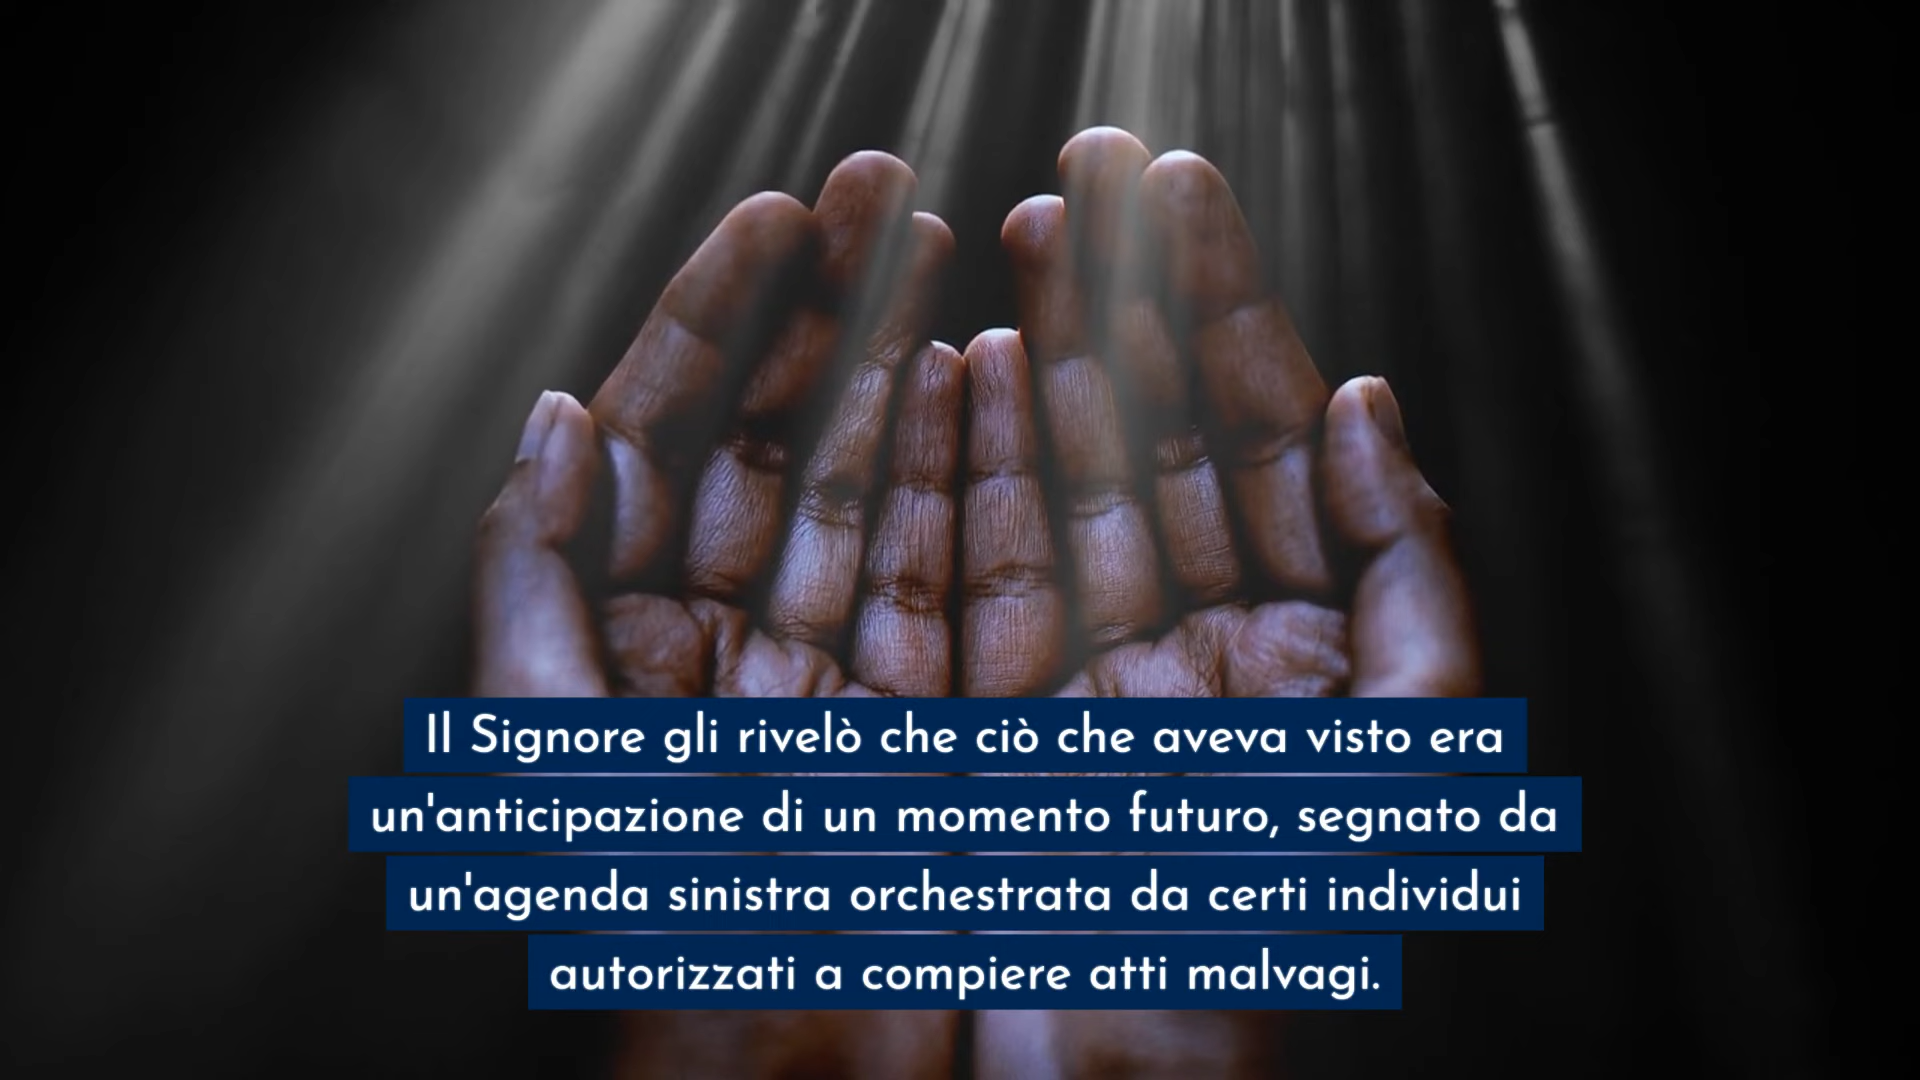 Il Signore gli rivelò che ciò che aveva visto era
un'anticipazione di un momento futuro, segnato da
un'agenda sinistra orchestrata da certi individui
autorizzati a compiere atti malvagi.